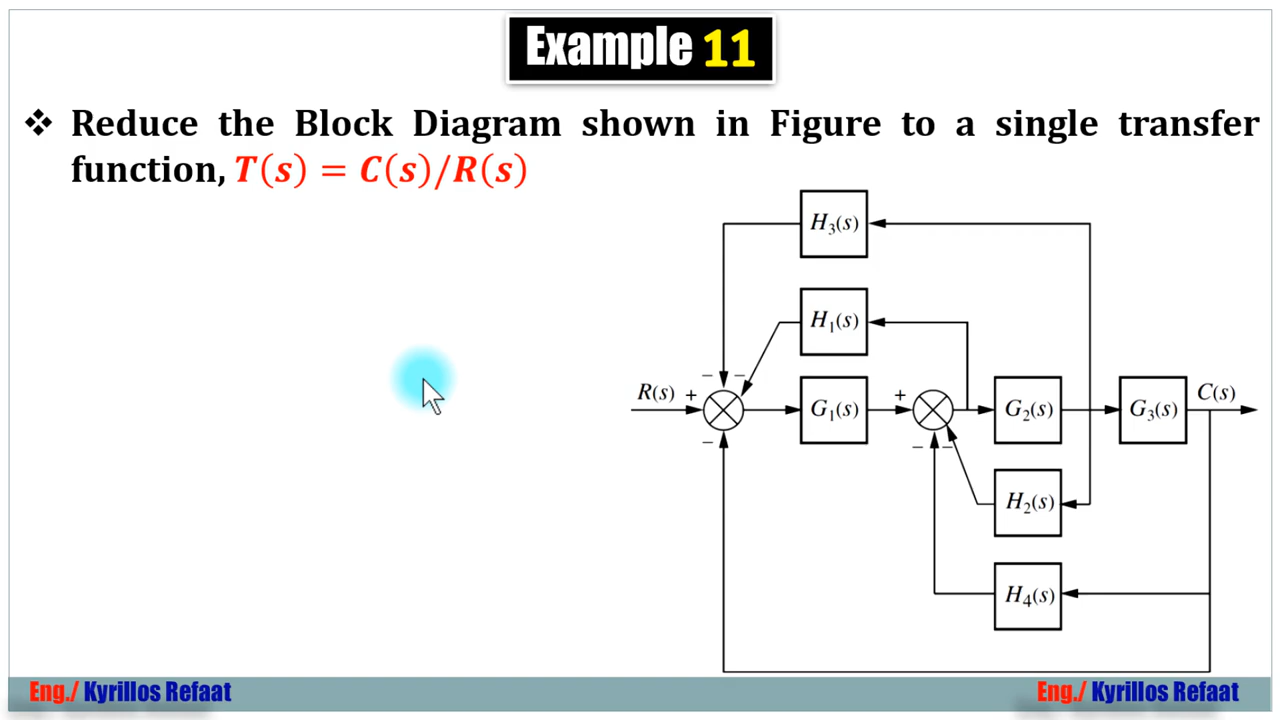 Example 11
❖ Reduce the Block Diagram shown in Figure to a single transfer
function, T(s) = C(s)/R(s)
H₃(s)
H₁(s)
− −
R(s) + G₁(s) + G₂(s) G₃(s) C(s)
− − −
H₂(s)
H₄(s)
Eng./ Kyrillos Refaat Eng./ Kyrillos Refaat